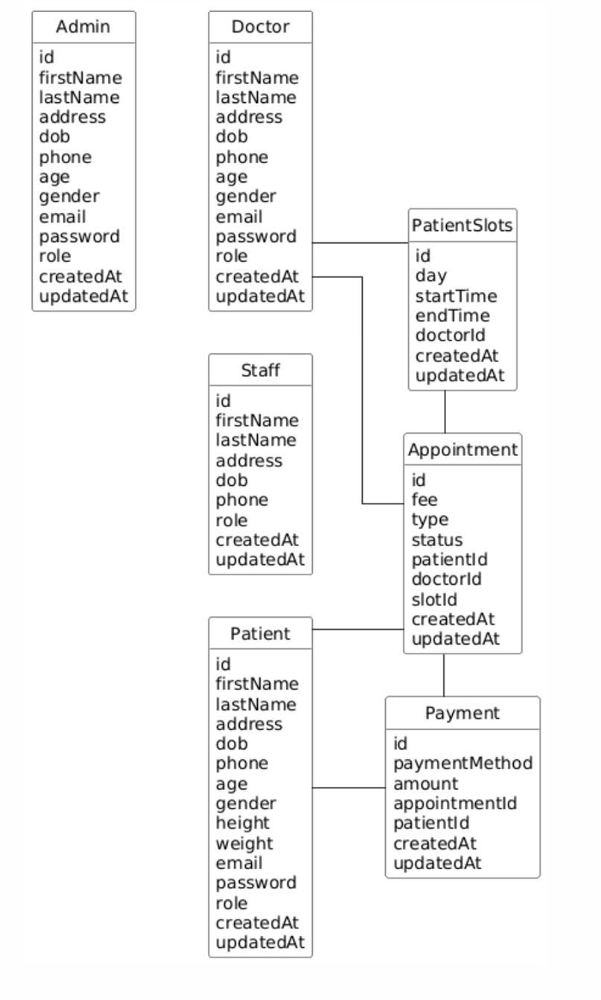 Admin
id
firstName
lastName
address
dob
phone
age
gender
email
password
role
createdAt
updatedAt
Doctor
id
firstName
lastName
address
dob
phone
age
gender
email
password
role
createdAt
updatedAt
PatientSlots
id
day
startTime
endTime
doctorId
createdAt
updatedAt
Staff
id
firstName
lastName
address
dob
phone
role
createdAt
updatedAt
Appointment
id
fee
type
status
patientId
doctorId
slotId
createdAt
updatedAt
Patient
id
firstName
lastName
address
dob
phone
age
gender
height
weight
email
password
role
createdAt
updatedAt
Payment
id
paymentMethod
amount
appointmentId
patientId
createdAt
updatedAt